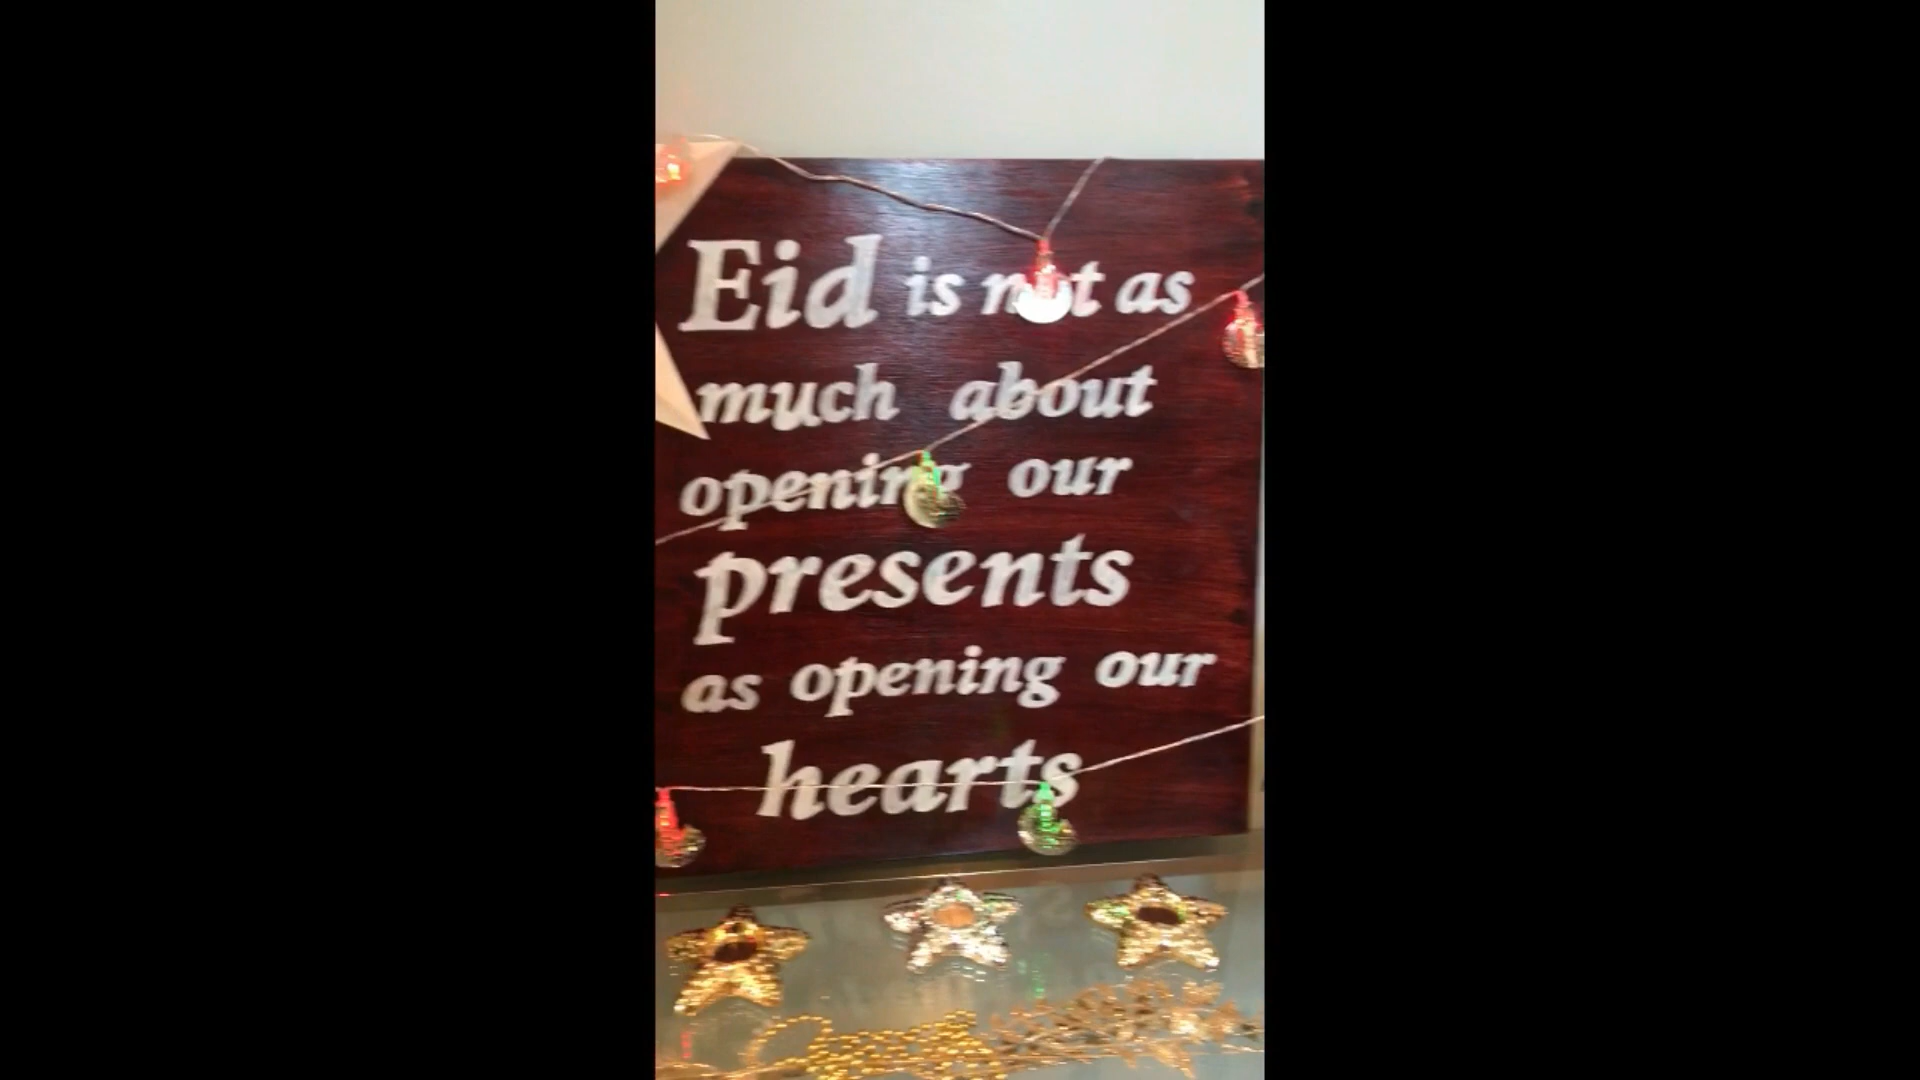 Eid is not as
much about
opening our
presents
as opening our
hearts